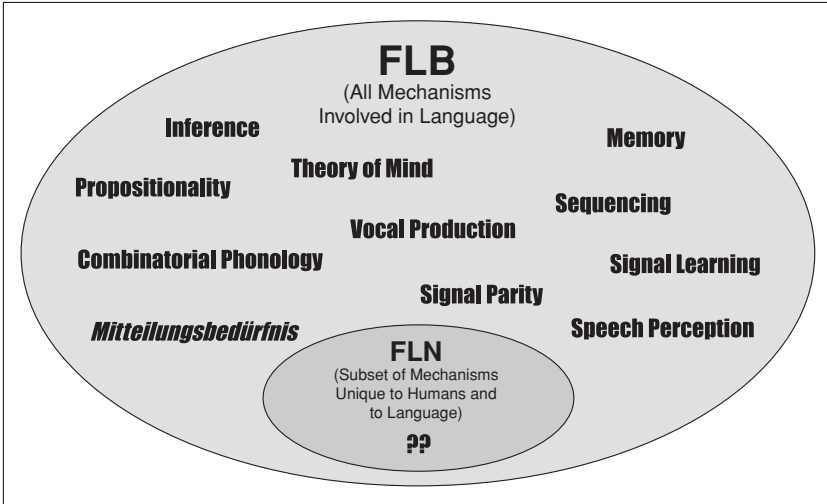 FLB
(All Mechanisms
Involved in Language)
Inference
Memory
Theory of Mind
Propositionality
Sequencing
Vocal Production
Combinatorial Phonology
Signal Learning
Signal Parity
Mitteilungsbedürfnis
Speech Perception
FLN
(Subset of Mechanisms
Unique to Humans and
to Language)
??